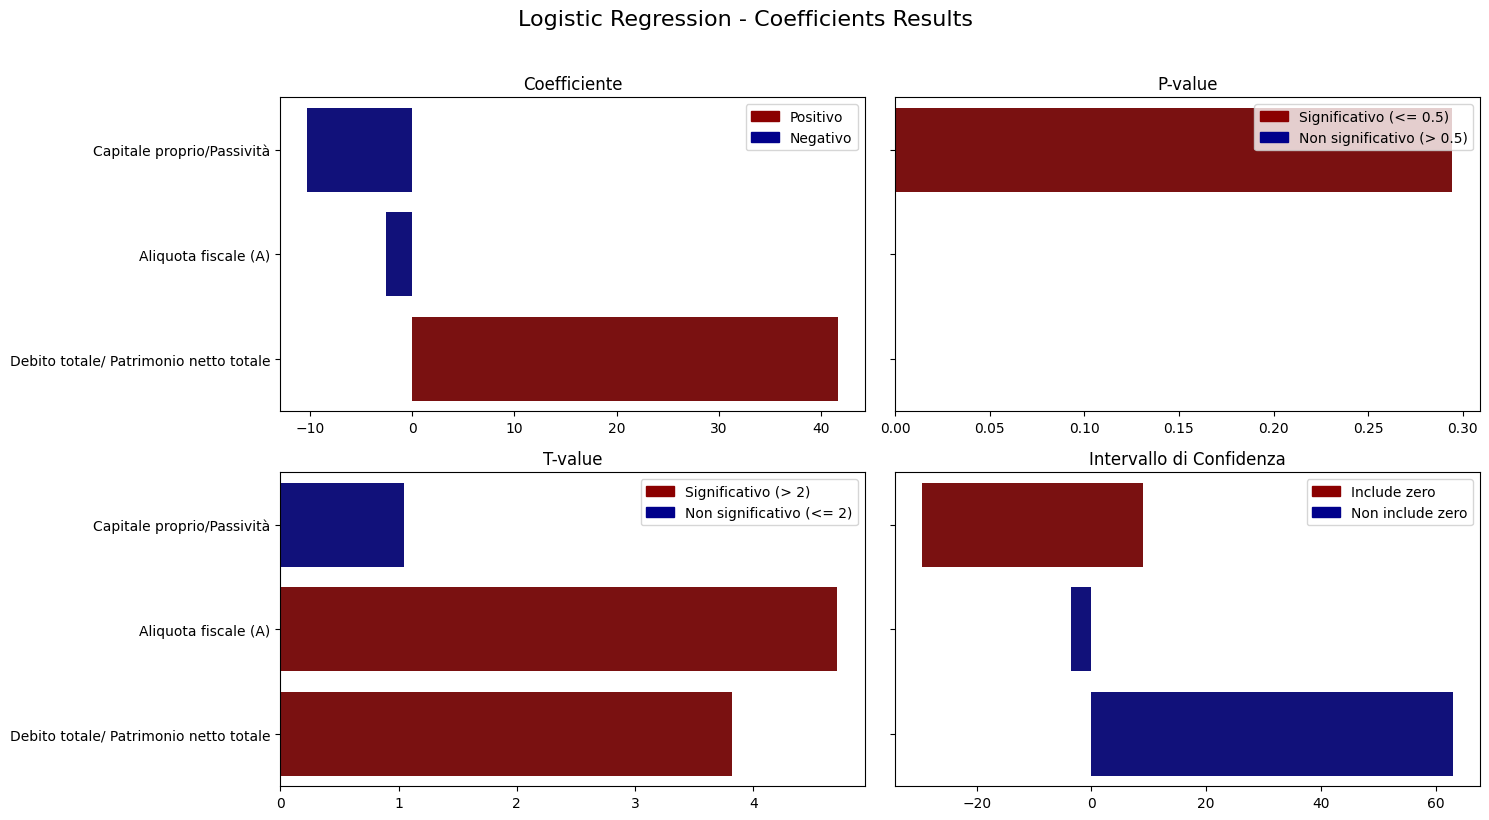 Logistic Regression - Coefficients Results
Coefficiente
Positivo
Negativo
Capitale proprio/Passività
Aliquota fiscale (A)
Debito totale/ Patrimonio netto totale
−10 0 10 20 30 40
P-value
Significativo (<= 0.5)
Non significativo (> 0.5)
0.00 0.05 0.10 0.15 0.20 0.25 0.30
T-value
Significativo (> 2)
Non significativo (<= 2)
Capitale proprio/Passività
Aliquota fiscale (A)
Debito totale/ Patrimonio netto totale
0 1 2 3 4
Intervallo di Confidenza
Include zero
Non include zero
−20 0 20 40 60